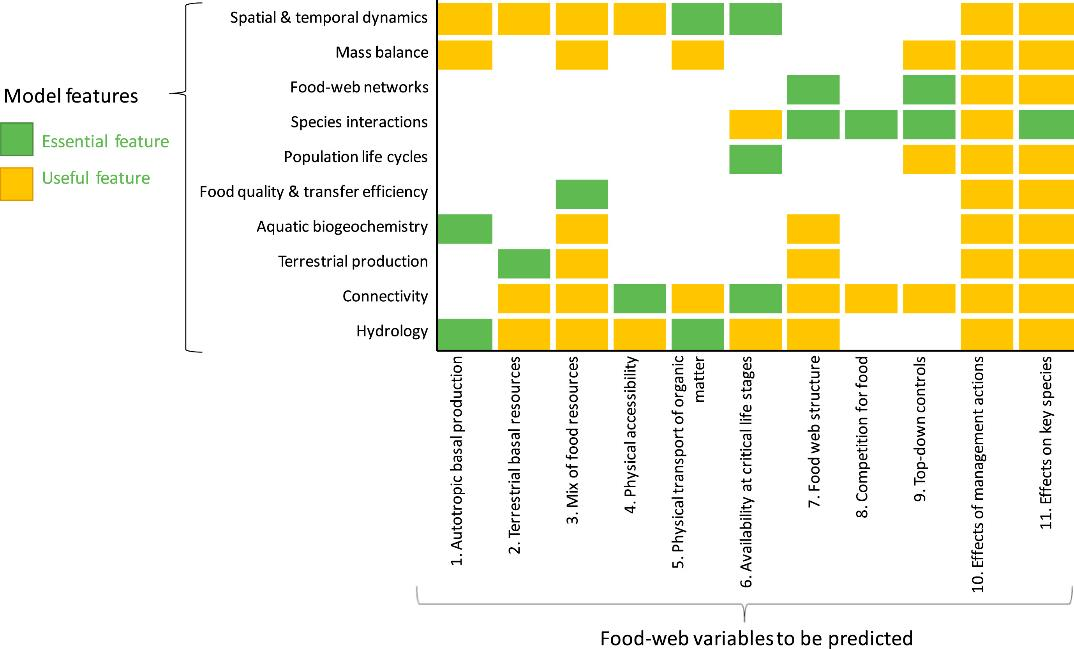 Spatial & temporal dynamics
Mass balance
Food-web networks
Model features
Species interactions
Essential feature
Population life cycles
Useful feature
Food quality & transfer efficiency
Aquatic biogeochemistry
Terrestrial production
Connectivity
Hydrology
1. Autotropic basal production
2. Terrestrial basal resources
3. Mix of food resources
4. Physical accessibility
5. Physical transport of organic
matter
6. Availability at critical life stages
7. Food web structure
8. Competition for food
9. Top-down controls
10. Effects of management actions
11. Effects on key species
Food-web variables to be predicted